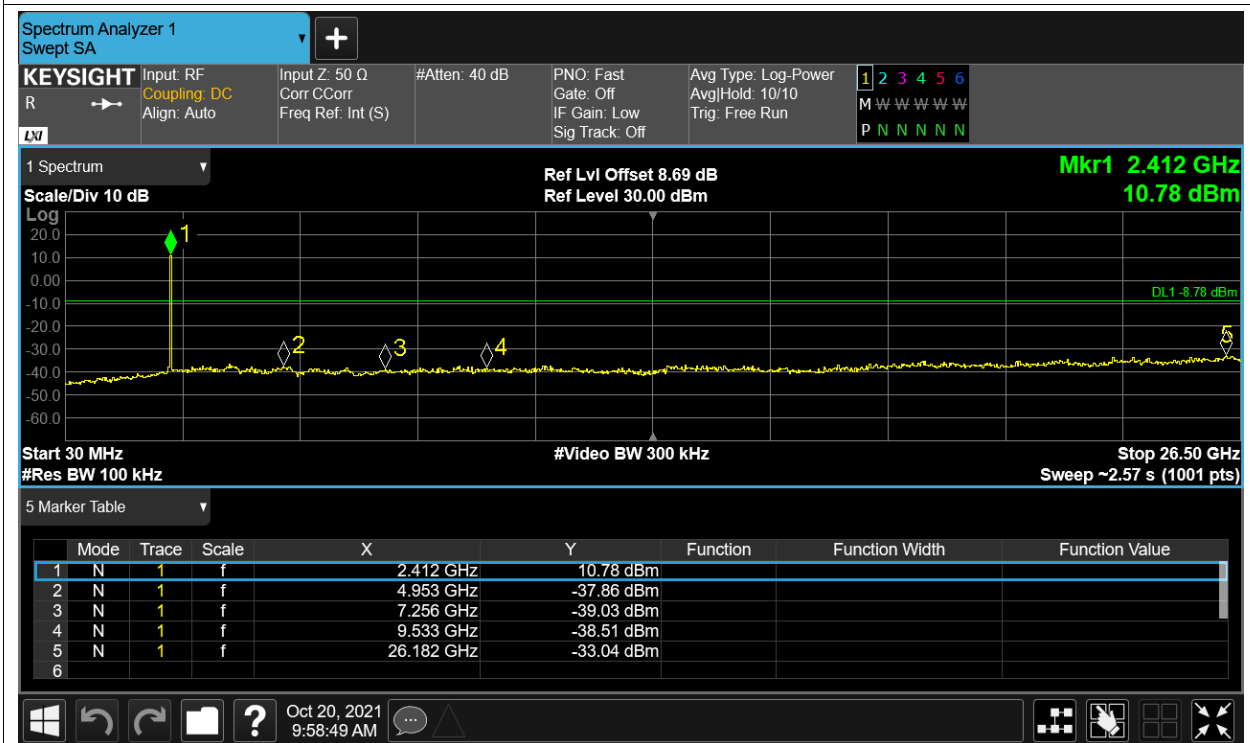 Spectrum Analyzer 1
Swept SA
KEYSIGHT Input: RF Input Z: 50 Ω #Atten: 40 dB PNO: Fast Avg Type: Log-Power 1 2 3 4 5 6
R Coupling: DC Corr CCorr Gate: Off Avg|Hold: 10/10 M W W W W W
Align: Auto Freq Ref: Int (S) IF Gain: Low Trig: Free Run
LXI Sig Track: Off P N N N N N
1 Spectrum Ref Lvl Offset 8.69 dB Mkr1 2.412 GHz
Scale/Div 10 dB Ref Level 30.00 dBm 10.78 dBm
Log
20.0 1
10.0
0.00
-10.0 DL1 -8.78 dBm
-20.0
-30.0 2 3 4 5
-40.0
-50.0
-60.0
Start 30 MHz #Video BW 300 kHz Stop 26.50 GHz
#Res BW 100 kHz Sweep ~2.57 s (1001 pts)
5 Marker Table
Mode Trace Scale X Y Function Function Width Function Value
1 N 1 f 2.412 GHz 10.78 dBm
2 N 1 f 4.953 GHz -37.86 dBm
3 N 1 f 7.256 GHz -39.03 dBm
4 N 1 f 9.533 GHz -38.51 dBm
5 N 1 f 26.182 GHz -33.04 dBm
6
? Oct 20, 2021
9:58:49 AM